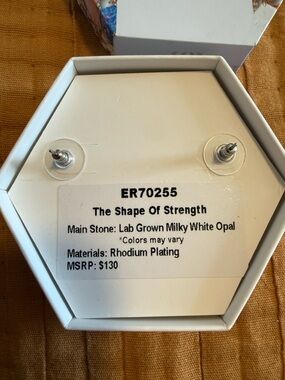 ER70255
The Shape Of Strength
Main Stone: Lab Grown Milky White Opal
*Colors may vary
Materials: Rhodium Plating
MSRP: $130